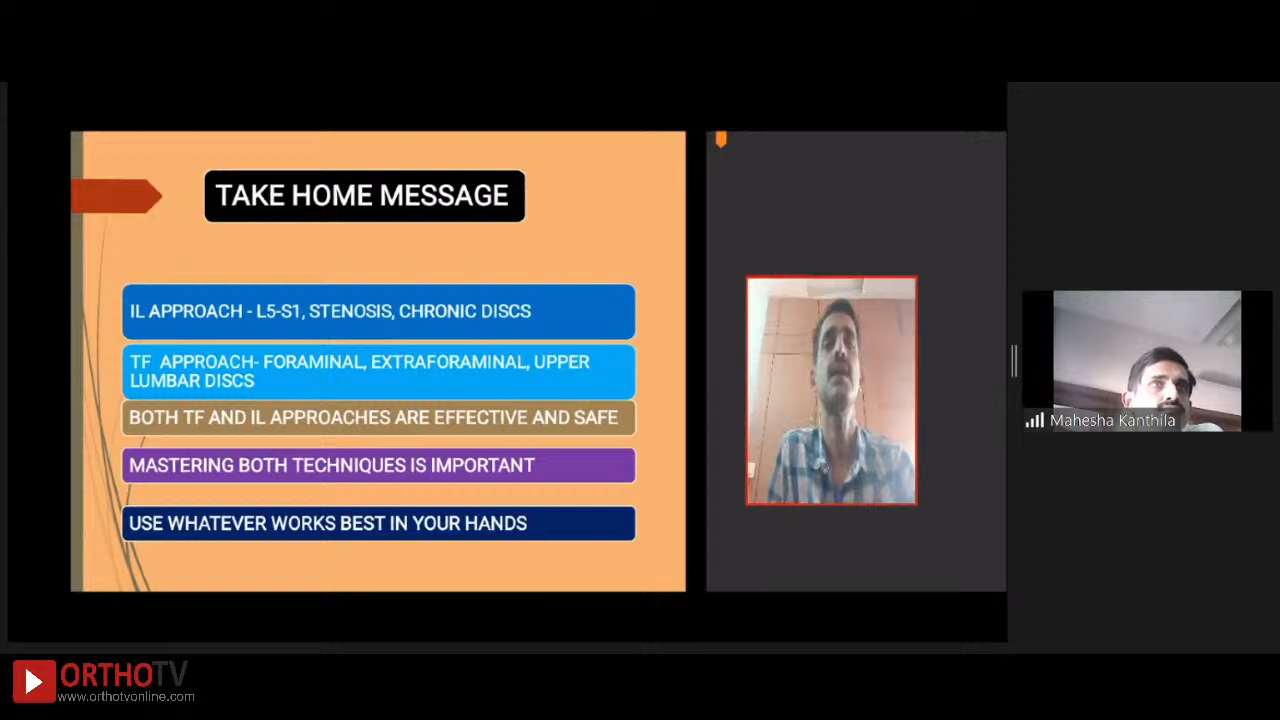 TAKE HOME MESSAGE
IL APPROACH - L5-S1, STENOSIS, CHRONIC DISCS
TF APPROACH- FORAMINAL, EXTRAFORAMINAL, UPPER
LUMBAR DISCS
BOTH TF AND IL APPROACHES ARE EFFECTIVE AND SAFE
MASTERING BOTH TECHNIQUES IS IMPORTANT
USE WHATEVER WORKS BEST IN YOUR HANDS
Mahesha Kanthila
ORTHOTV
www.orthotvonline.com